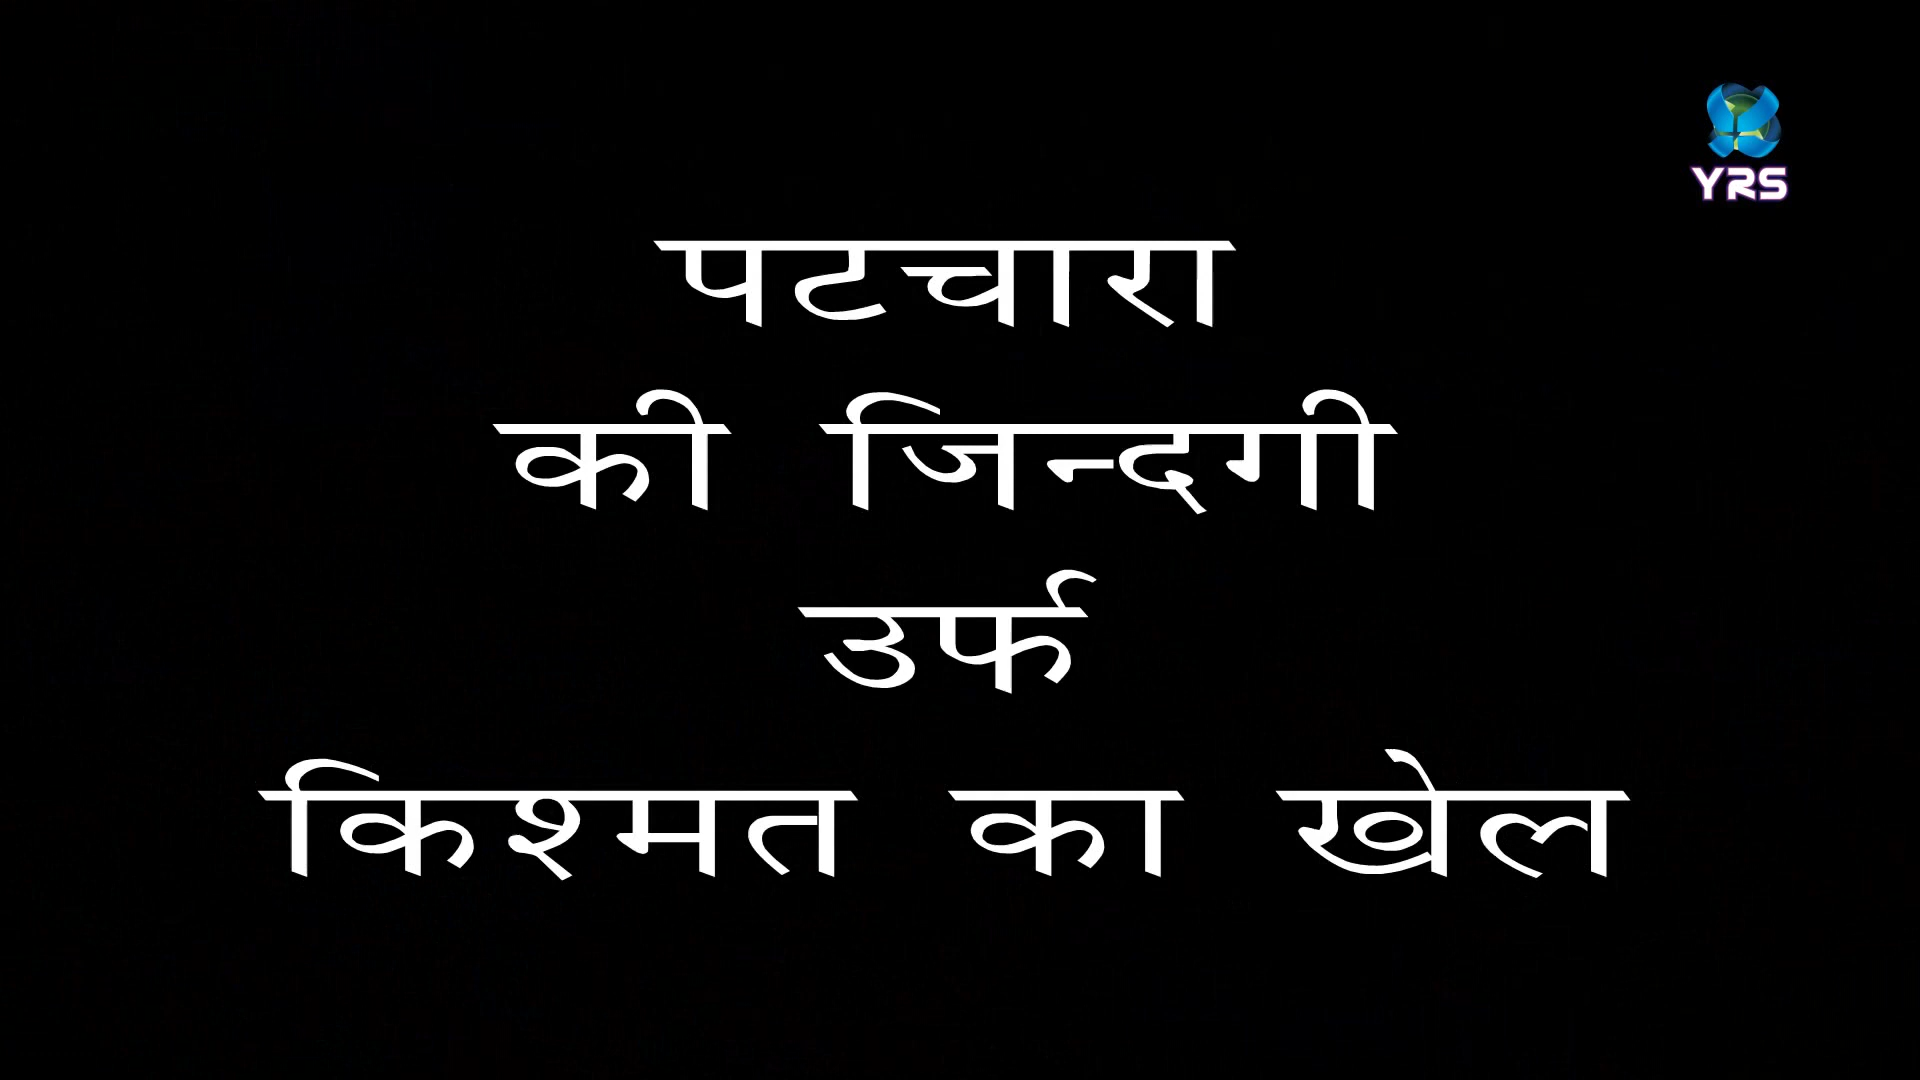 YRS
पटचारा
की जिन्दगी
उर्फ
किश्मत का खेल